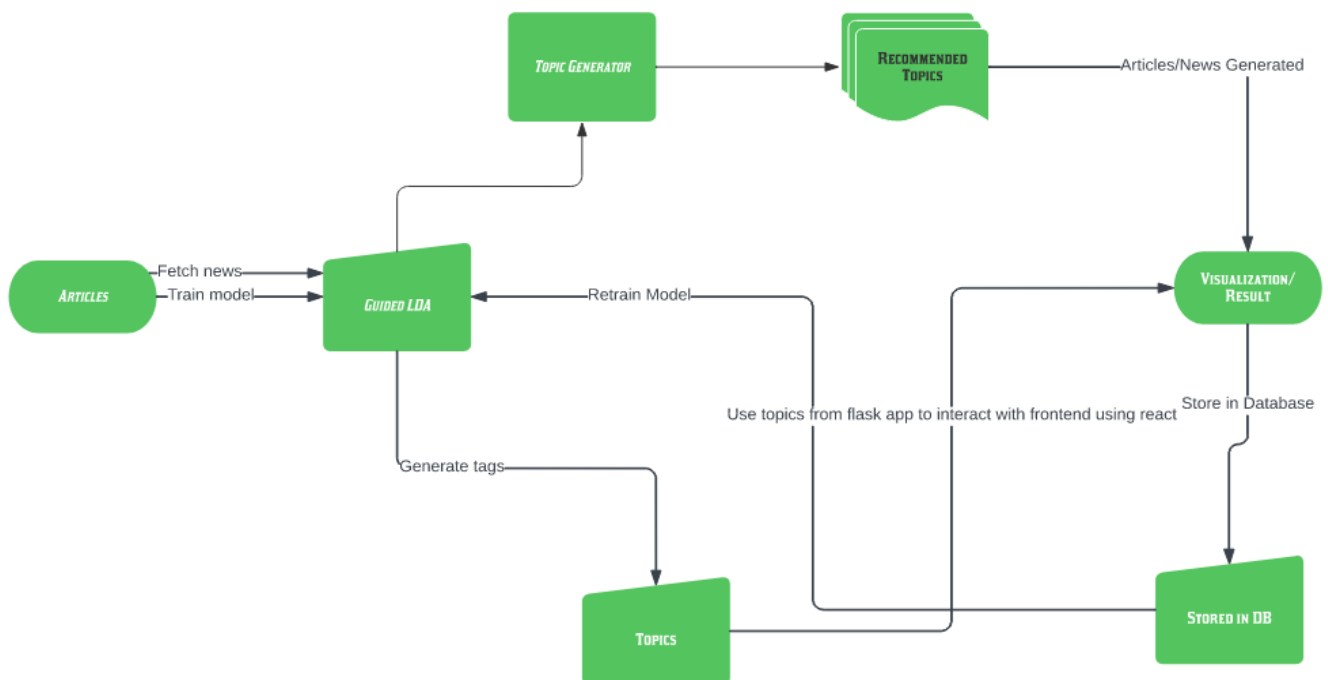 Topic Generator
Recommended
Topics
Articles/News Generated
Articles
Fetch news
Train model
Guided LDA
Retrain Model
Visualization/
Result
Use topics from flask app to interact with frontend using react
Store in Database
Generate tags
Topics
Stored in DB